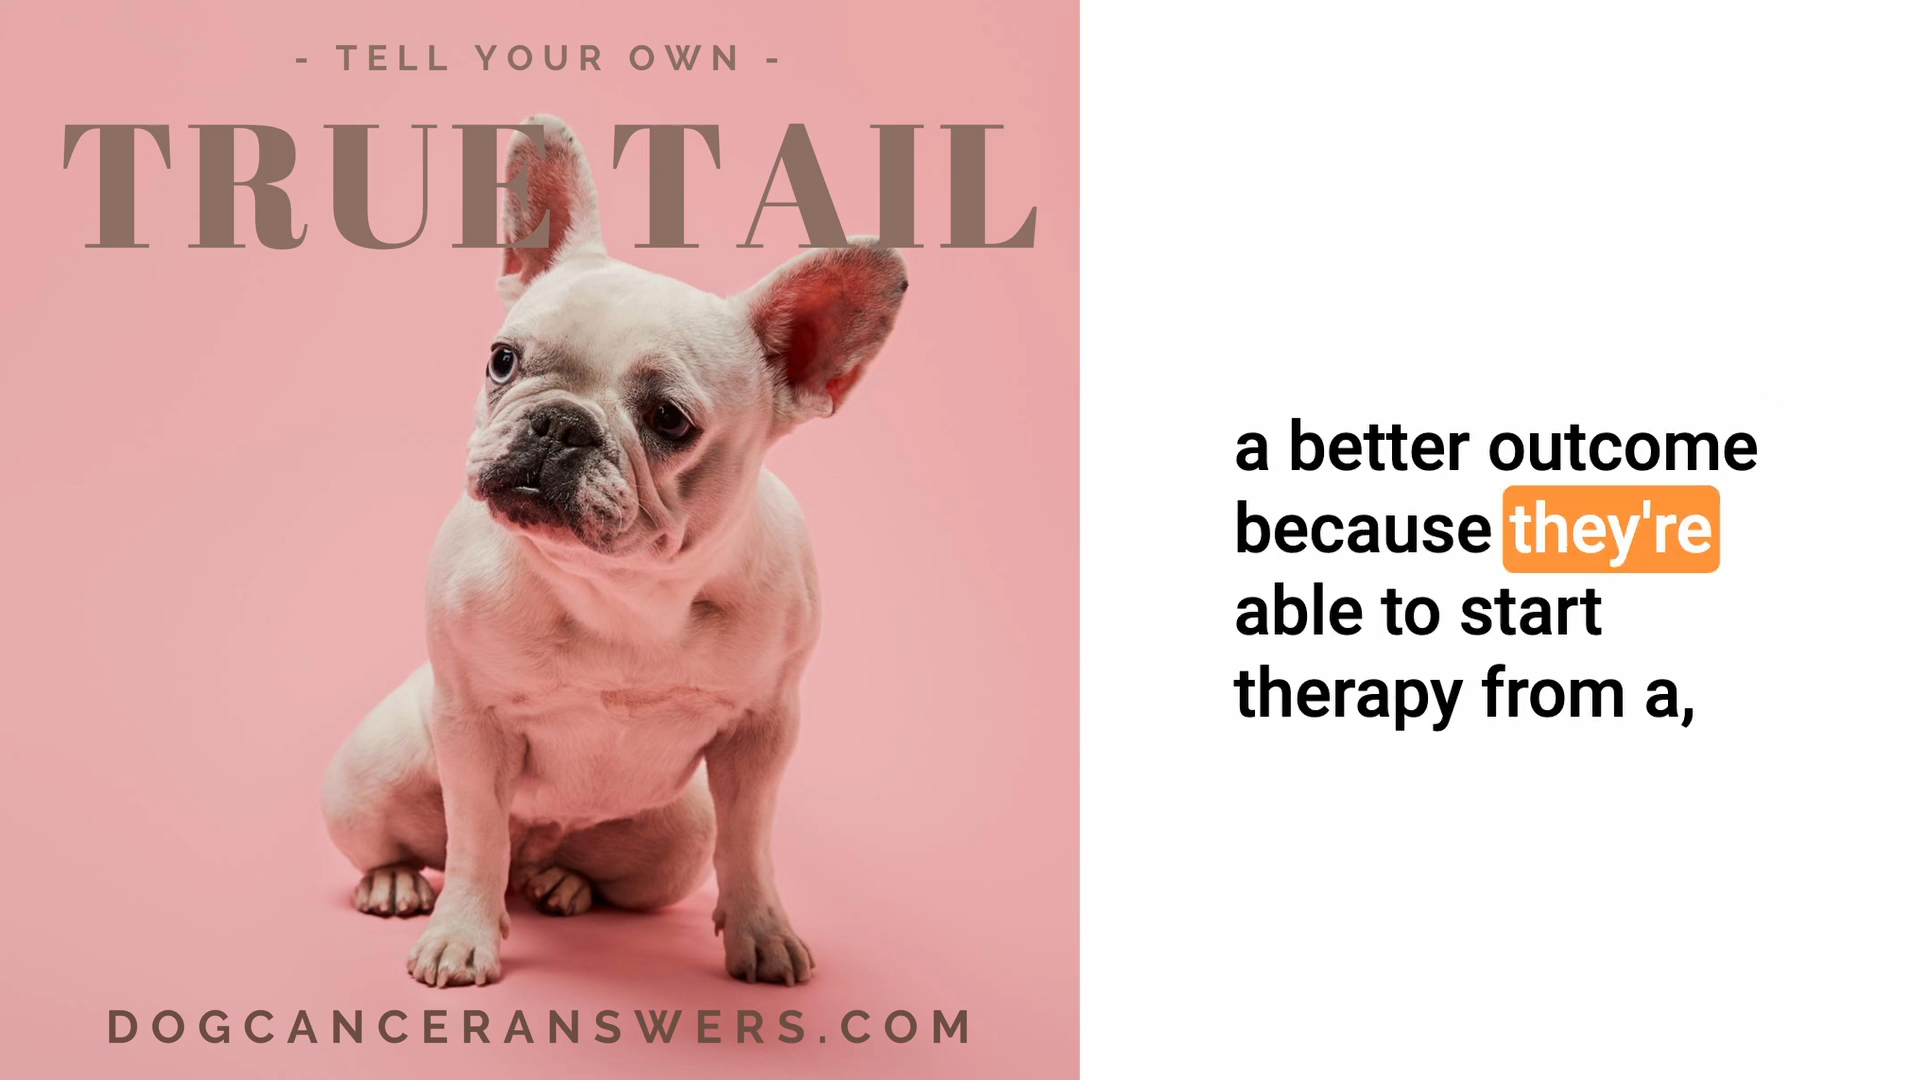 - TELL YOUR OWN -
TRUE TAIL
DOGCANCERANSWERS.COM
a better outcome
because they're
able to start
therapy from a,